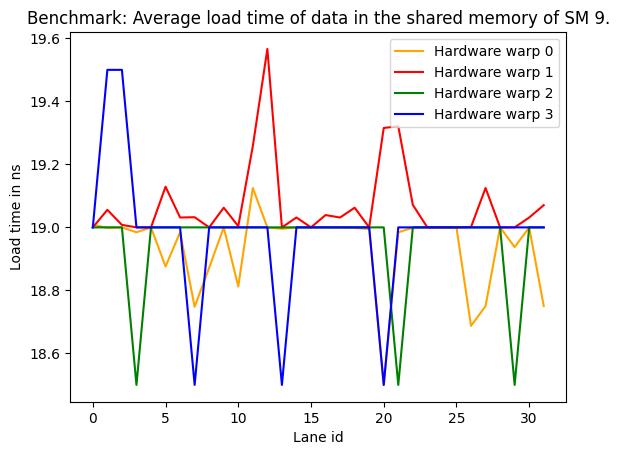 Benchmark: Average load time of data in the shared memory of SM 9.
19.6
19.4
19.2
19.0
18.8
18.6
Load time in ns
Hardware warp 0
Hardware warp 1
Hardware warp 2
Hardware warp 3
0 5 10 15 20 25 30
Lane id